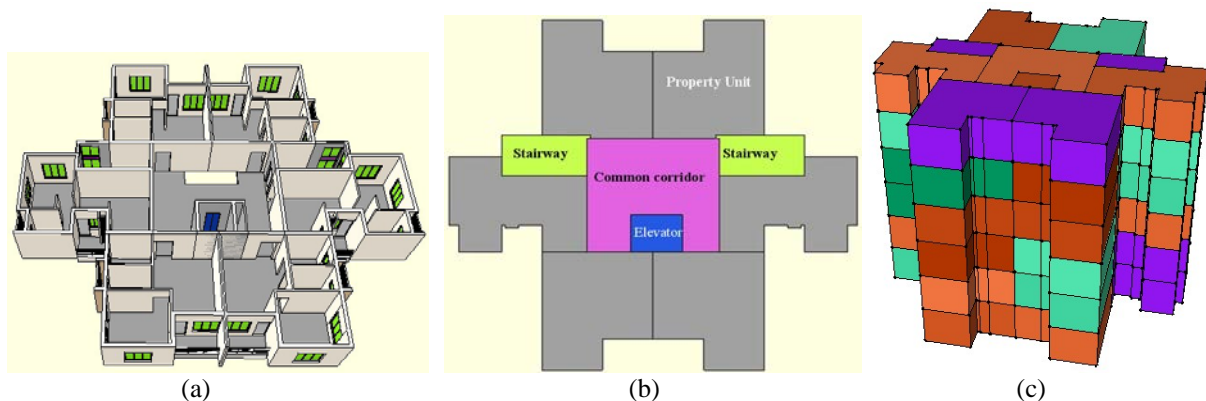 Property Unit
Stairway
Stairway
Common corridor
Elevator
(a)
(b)
(c)